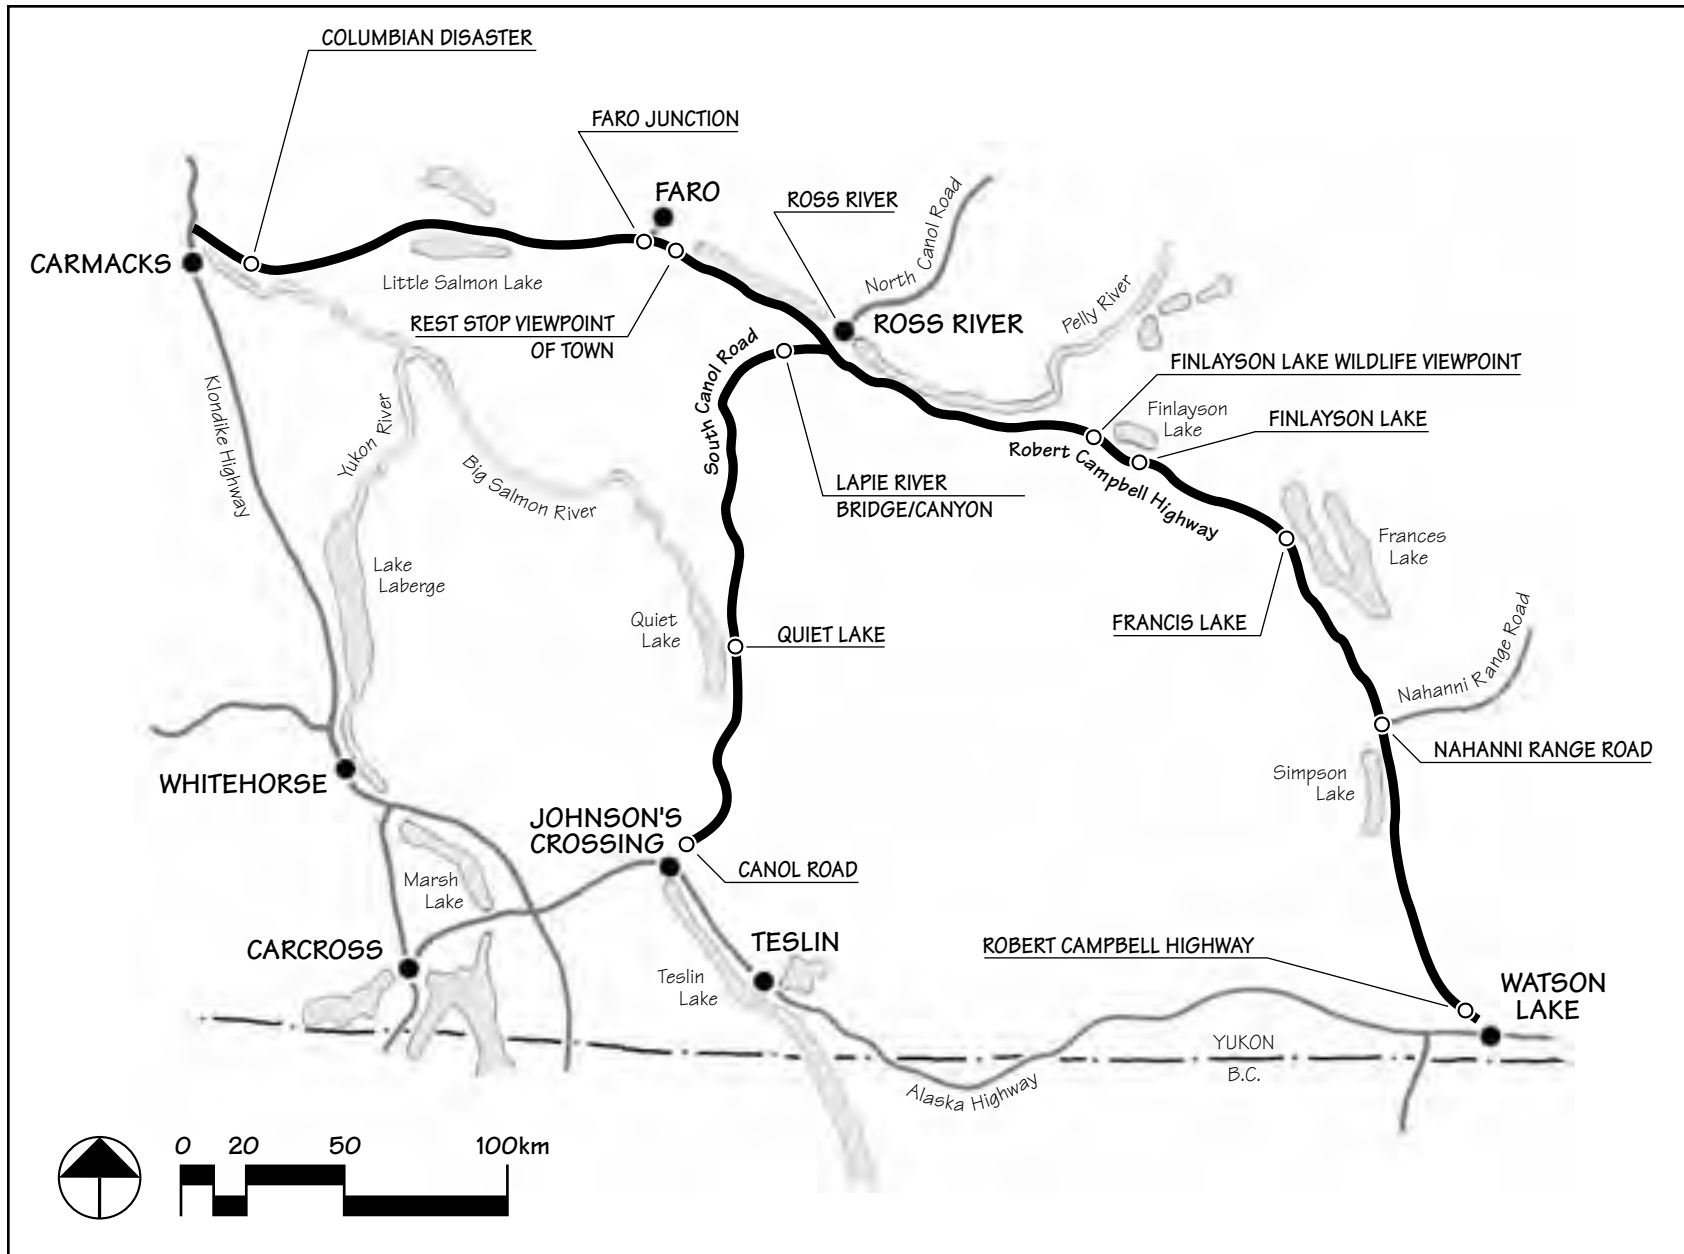 COLUMBIAN DISASTER
FARO JUNCTION
FARO
ROSS RIVER
North Canol Road
CARMACKS
Little Salmon Lake
REST STOP VIEWPOINT
OF TOWN
ROSS RIVER
Pelly River
South Canol Road
FINLAYSON LAKE WILDLIFE VIEWPOINT
Finlayson
Lake
FINLAYSON LAKE
Klondike Highway
Yukon River
Big Salmon River
Robert Campbell Highway
LAPIE RIVER
BRIDGE/CANYON
Frances
Lake
Lake
Laberge
Quiet
Lake
QUIET LAKE
FRANCIS LAKE
Nahanni Range Road
NAHANNI RANGE ROAD
WHITEHORSE
Simpson
Lake
JOHNSON'S
CROSSING
CANOL ROAD
Marsh
Lake
CARCROSS
TESLIN
ROBERT CAMPBELL HIGHWAY
Teslin
Lake
WATSON
LAKE
YUKON
B.C.
Alaska Highway
0 20 50 100km